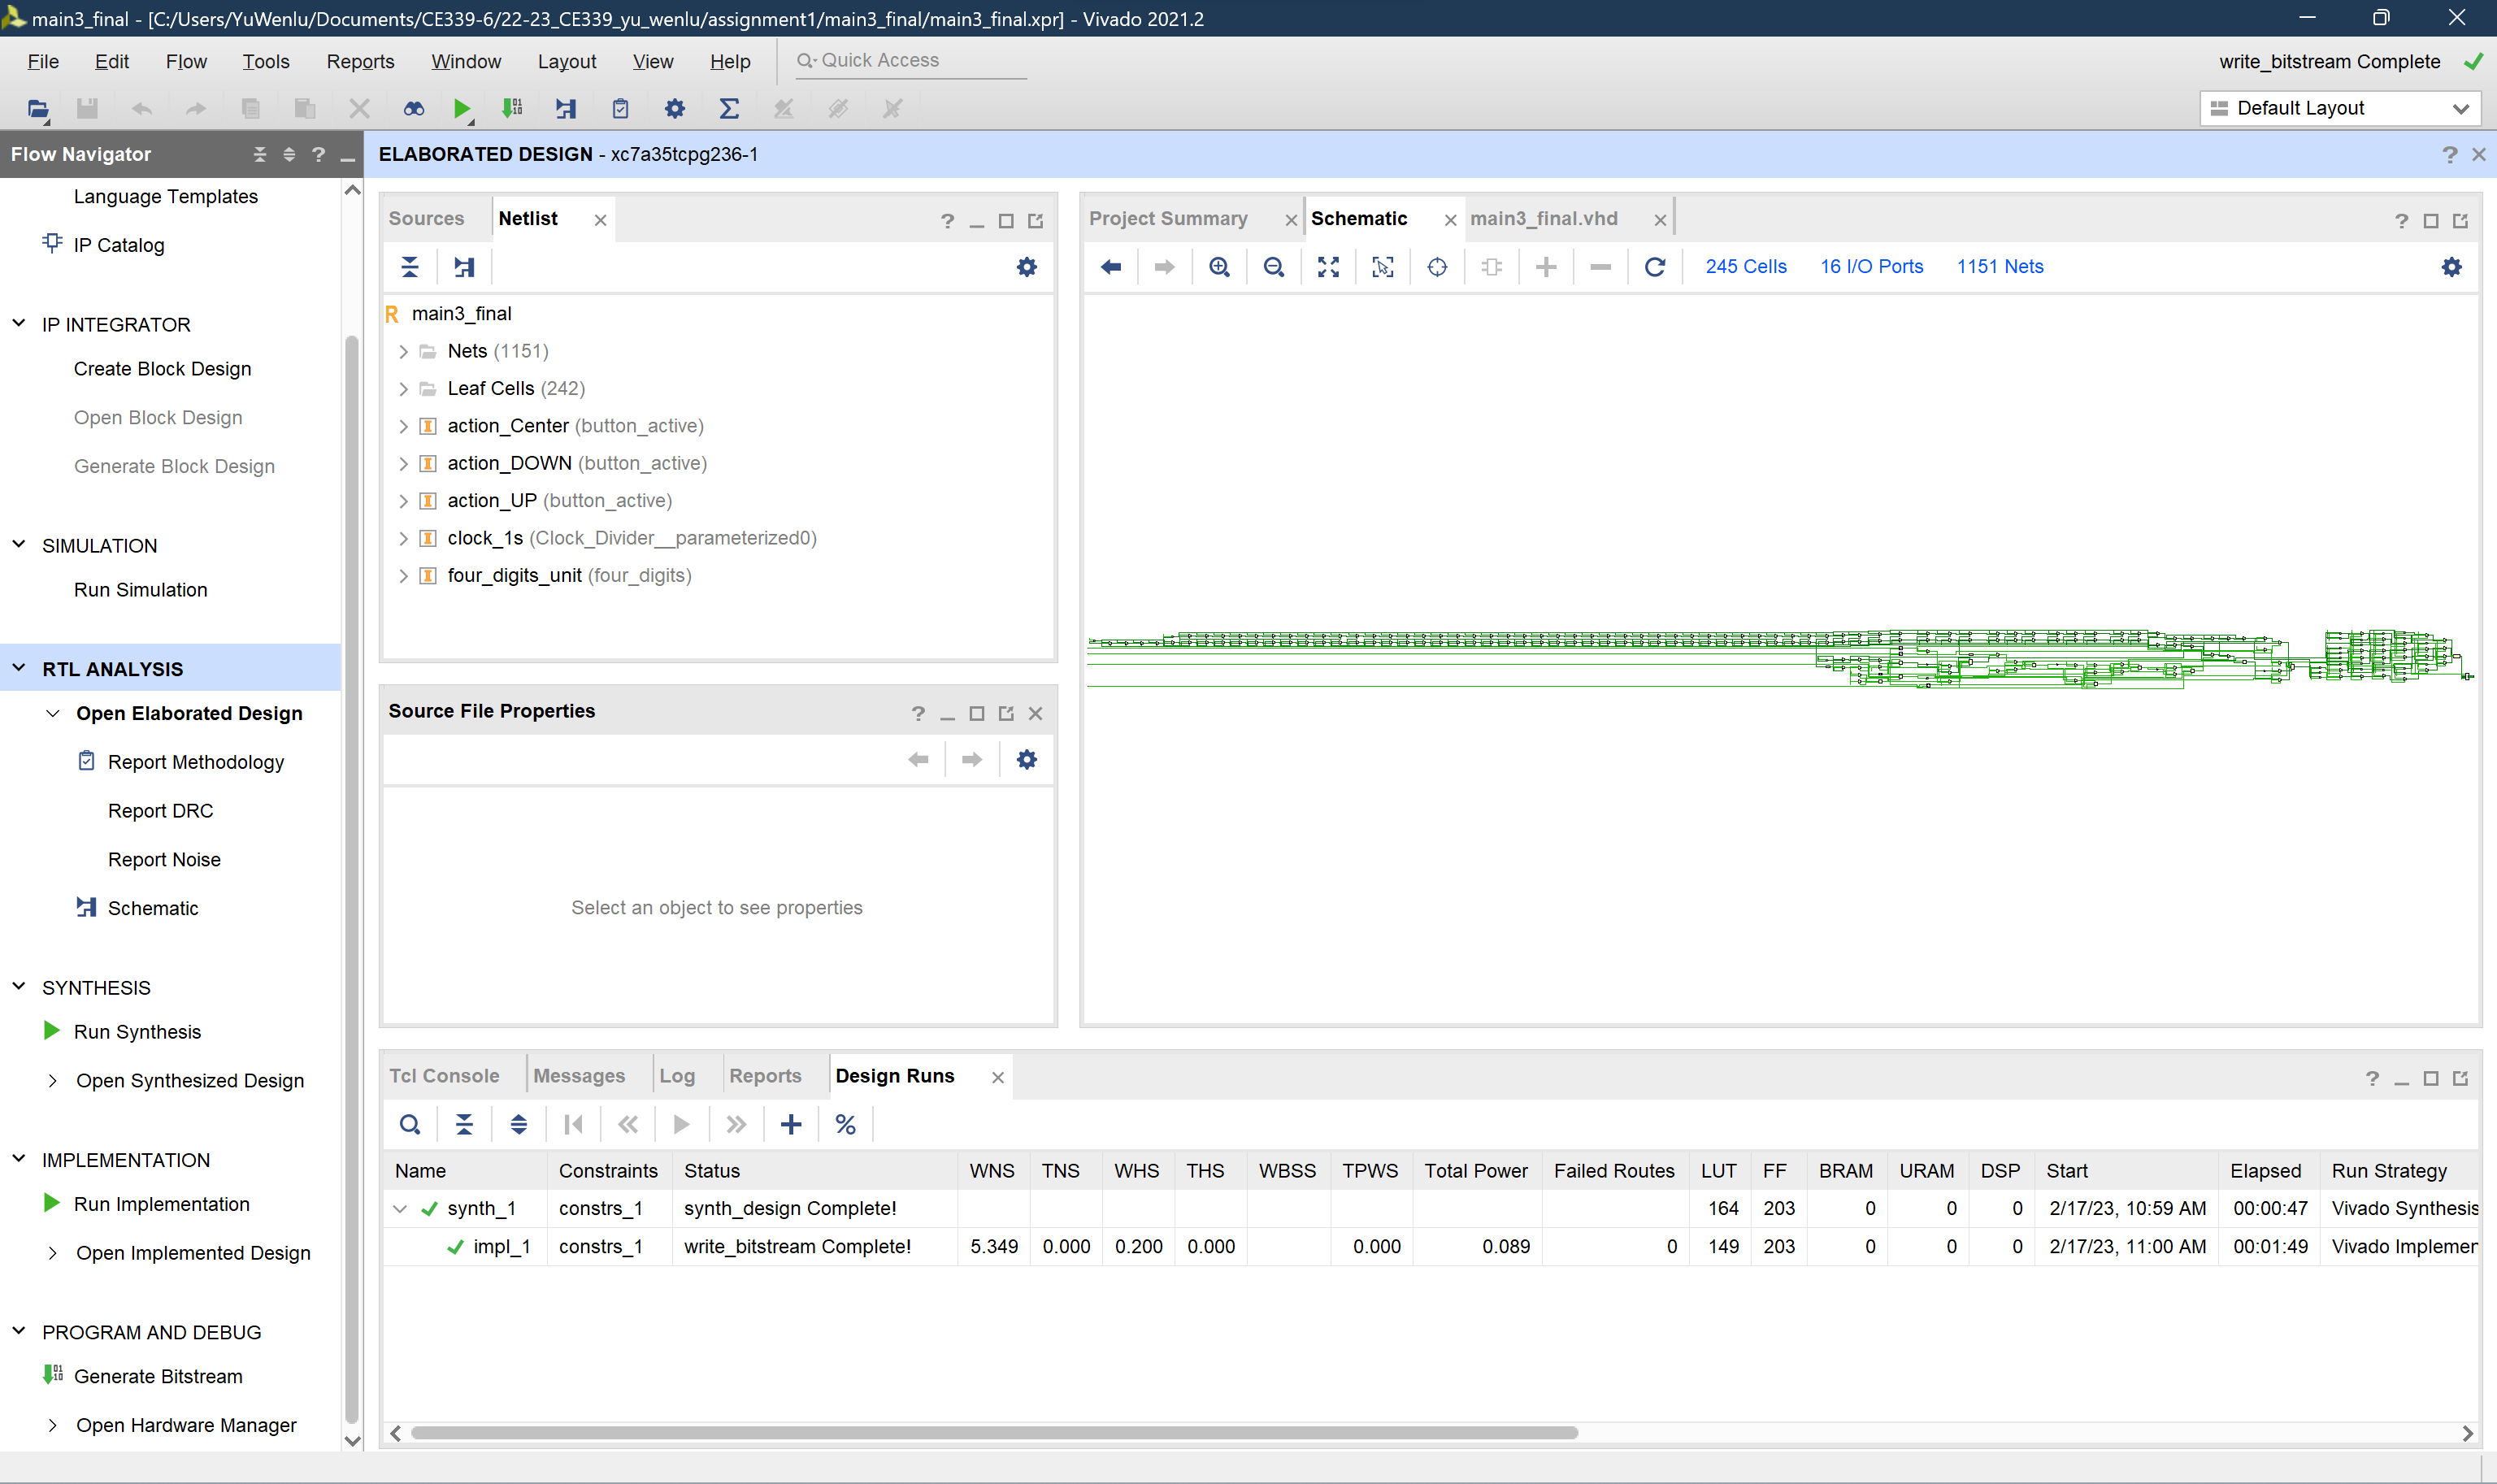 main3_final - [C:/Users/YuWenlu/Documents/CE339-6/22-23_CE339_yu_wenlu/assignment1/main3_final/main3_final.xpr] - Vivado 2021.2
File Edit Flow Tools Reports Window Layout View Help Quick Access
write_bitstream Complete
Default Layout
Flow Navigator
Language Templates
IP Catalog
IP INTEGRATOR
Create Block Design
Open Block Design
Generate Block Design
SIMULATION
Run Simulation
RTL ANALYSIS
Open Elaborated Design
Report Methodology
Report DRC
Report Noise
Schematic
SYNTHESIS
Run Synthesis
Open Synthesized Design
IMPLEMENTATION
Run Implementation
Open Implemented Design
PROGRAM AND DEBUG
Generate Bitstream
Open Hardware Manager
ELABORATED DESIGN - xc7a35tcpg236-1
Sources Netlist
main3_final
Nets (1151)
Leaf Cells (242)
action_Center (button_active)
action_DOWN (button_active)
action_UP (button_active)
clock_1s (Clock_Divider__parameterized0)
four_digits_unit (four_digits)
Source File Properties
Select an object to see properties
Project Summary Schematic main3_final.vhd
245 Cells 16 I/O Ports 1151 Nets
Tcl Console Messages Log Reports Design Runs
Name Constraints Status WNS TNS WHS THS WBSS TPWS Total Power Failed Routes LUT FF BRAM URAM DSP Start Elapsed Run Strategy
synth_1 constrs_1 synth_design Complete! 164 203 0 0 0 2/17/23, 10:59 AM 00:00:47 Vivado Synthesis
impl_1 constrs_1 write_bitstream Complete! 5.349 0.000 0.200 0.000 0.000 0.089 0 149 203 0 0 0 2/17/23, 11:00 AM 00:01:49 Vivado Implemen